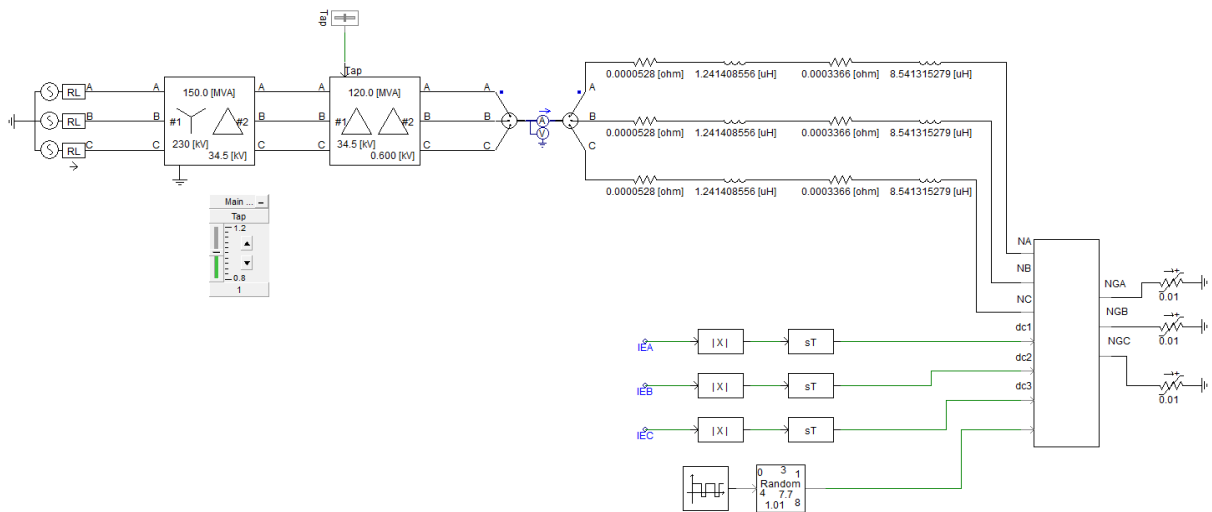 Tap
Tap
A
A
A
A
A
RL
150.0 [MVA]
120.0 [MVA]
B
B
B
B
B
RL
#1
#2
#1
#2
A
V
C
C
C
C
C
RL
230 [kV]
34.5 [kV]
34.5 [kV]
0.600 [kV]
0.0000528 [ohm] 1.241408556 [uH] 0.0003366 [ohm] 8.541315279 [uH]
0.0000528 [ohm] 1.241408556 [uH] 0.0003366 [ohm] 8.541315279 [uH]
0.0000528 [ohm] 1.241408556 [uH] 0.0003366 [ohm] 8.541315279 [uH]
Main ...
Tap
1.2
0.8
1
NA
NB
NC
dc1
dc2
dc3
NGA
NGB
NGC
0.01
0.01
0.01
IEA
|X|
sT
IEB
|X|
sT
IEC
|X|
sT
0 3 1
Random
4 7.7
1.01 8